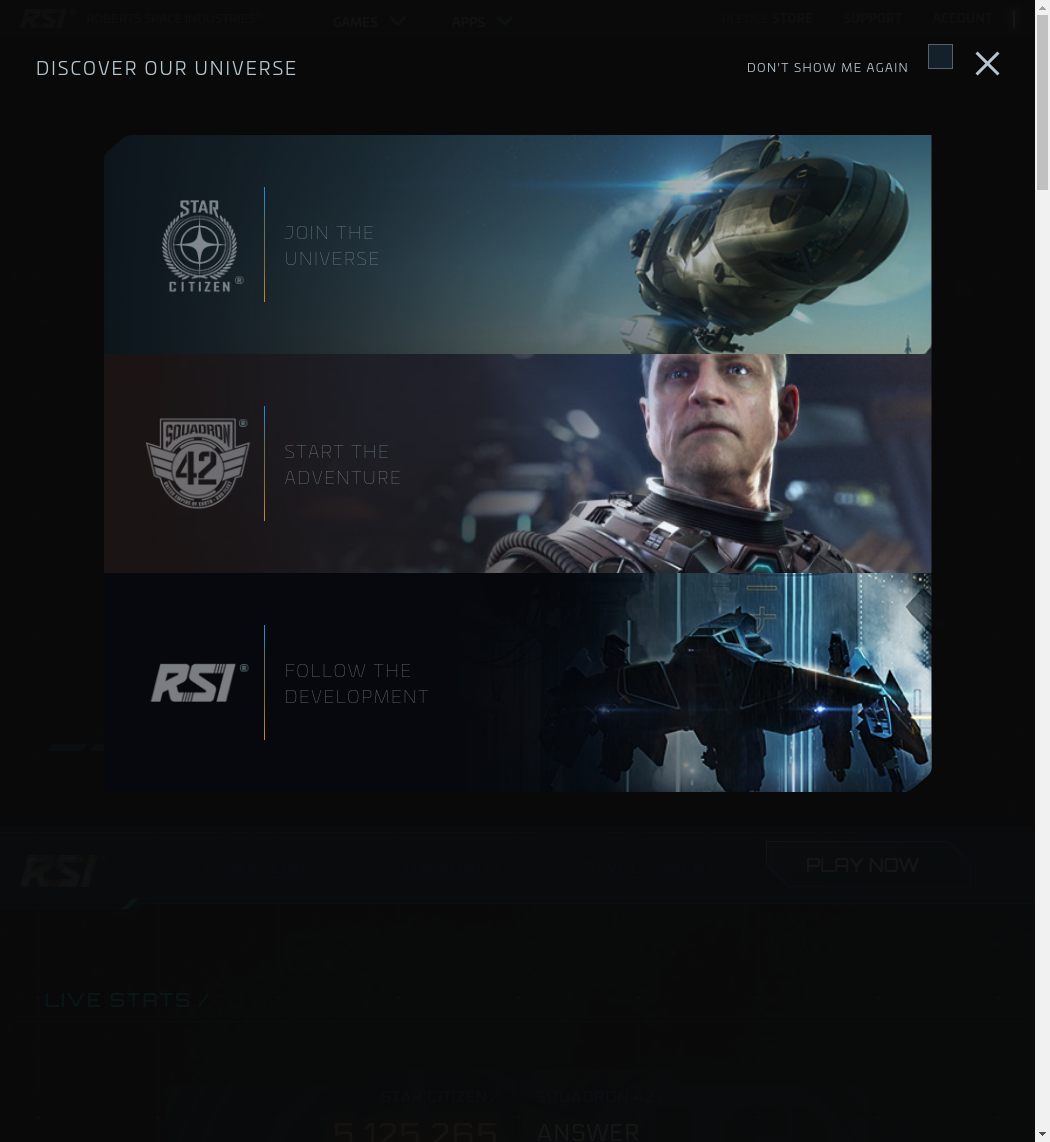 RSI ® ROBERTS SPACE INDUSTRIES ®
GAMES
APPS
PLEDGE STORE
SUPPORT
ACCOUNT
DISCOVER OUR UNIVERSE
DON'T SHOW ME AGAIN
STAR
CITIZEN ®
JOIN THE
UNIVERSE
SQUADRON ®
42
START THE
ADVENTURE
RSI ®
FOLLOW THE
DEVELOPMENT
RSI
PLAY NOW
LIVE STATS /
STAR CITIZEN /
SQUADRON 42 /
5,125,265
ANSWER